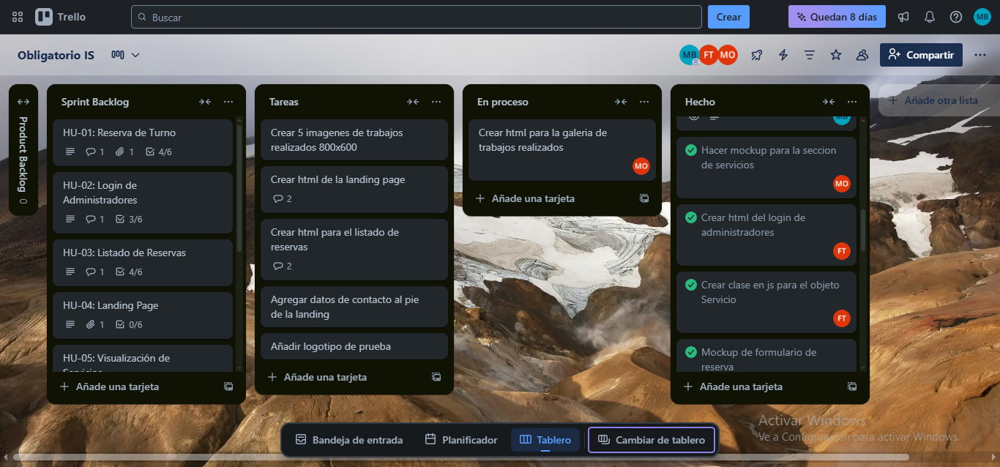 Trello
Buscar
Crear
Quedan 8 días
MB
Obligatorio IS
MB
FT
MO
Compartir
Product Backlog
0
Sprint Backlog
HU-01: Reserva de Turno
1
1
4/6
HU-02: Login de
Administradores
1
3/6
HU-03: Listado de Reservas
1
4/6
HU-04: Landing Page
1
0/6
HU-05: Visualización de
Servicios
Añade una tarjeta
Tareas
Crear 5 imagenes de trabajos
realizados 800x600
Crear html de la landing page
2
Crear html para el listado de
reservas
2
Agregar datos de contacto al pie
de la landing
Añadir logotipo de prueba
Añade una tarjeta
En proceso
Crear html para la galeria de
trabajos realizados
MO
Añade una tarjeta
Hecho
MB
Hacer mockup para la seccion
de servicios
MO
Crear html del login de
administradores
FT
Crear clase en js para el objeto
Servicio
FT
Mockup de formulario de
reserva
Añade una tarjeta
Añade otra lista
Bandeja de entrada
Planificador
Tablero
Cambiar de tablero
Activar Windows
Ve a Configuración para activar Windows.